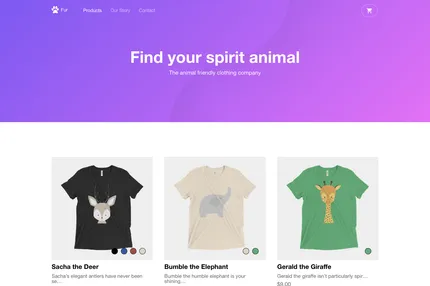 Fur Products Our Story Contact
Find your spirit animal
The animal friendly clothing company
Sacha the Deer
Bumble the Elephant
Gerald the Giraffe
Sacha's elegant antlers have never been se...
Bumble the humble elephant is your shining...
Gerald the giraffe isn't particularly spir...
$9.00